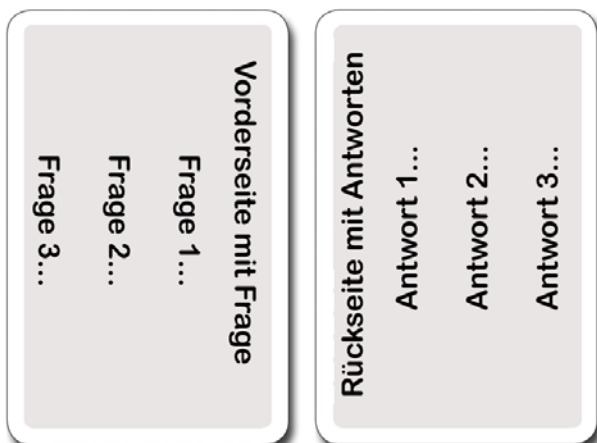 Vorderseite mit Frage
Frage 1...
Frage 2...
Frage 3...
Rückseite mit Antworten
Antwort 1...
Antwort 2...
Antwort 3...